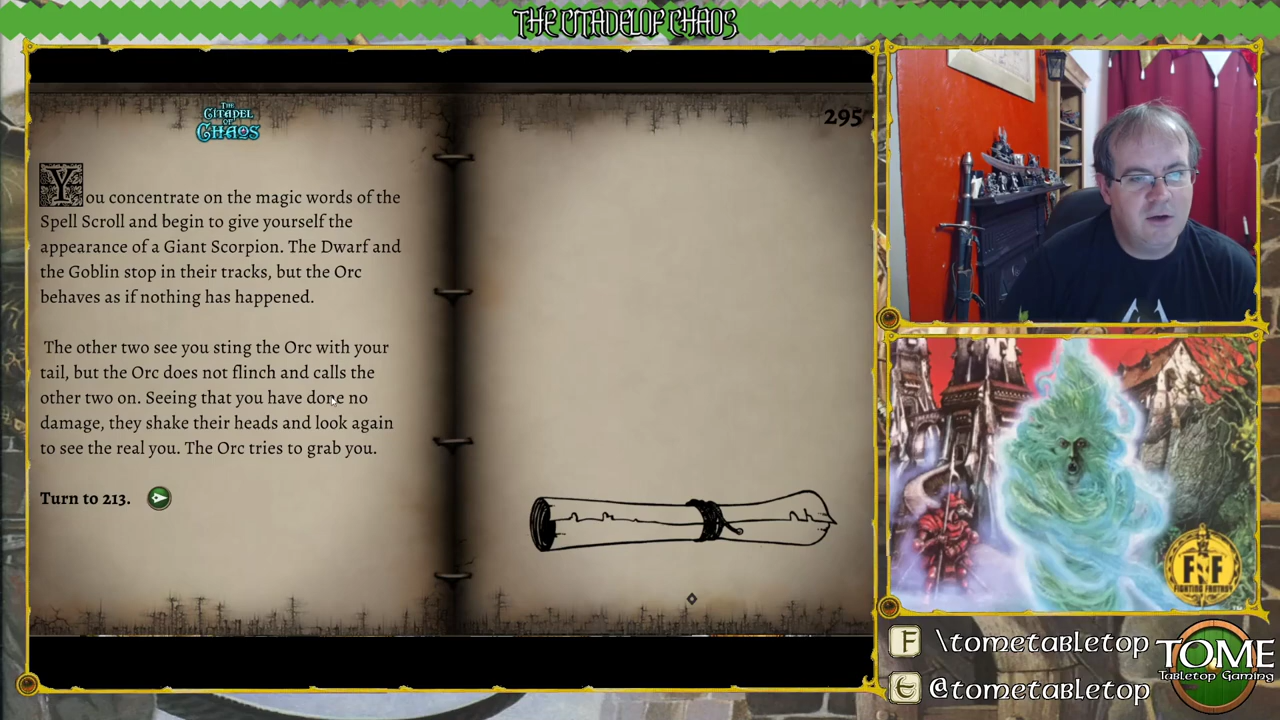 THE CITADEL OF CHAOS
THE
CITADEL
OF
CHAOS
295
You concentrate on the magic words of the
Spell Scroll and begin to give yourself the
appearance of a Giant Scorpion. The Dwarf and
the Goblin stop in their tracks, but the Orc
behaves as if nothing has happened.
The other two see you sting the Orc with your
tail, but the Orc does not flinch and calls the
other two on. Seeing that you have done no
damage, they shake their heads and look again
to see the real you. The Orc tries to grab you.
Turn to 213.
FF
FIGHTING FANTASY
F \tometabletop
@tometabletop
TOME
Tabletop Gaming